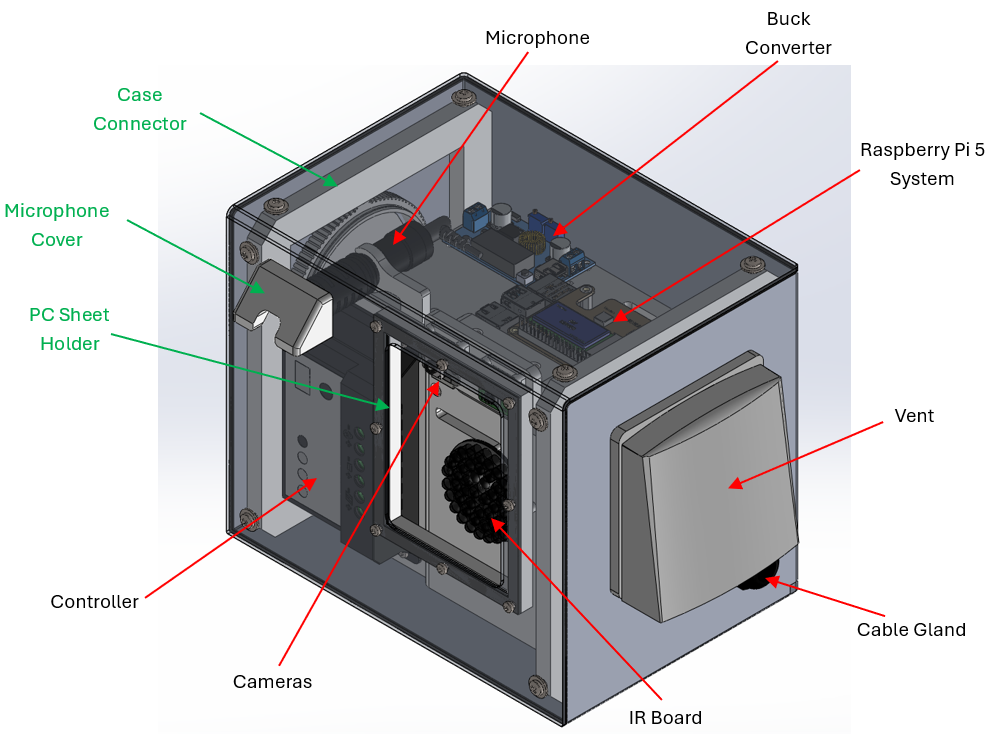 Microphone
Buck
Converter
Case
Connector
Raspberry Pi 5
System
Microphone
Cover
PC Sheet
Holder
Vent
Controller
Cable Gland
Cameras
IR Board